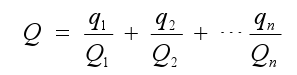 Q = q₁/Q₁ + q₂/Q₂ + ··· qₙ/Qₙ